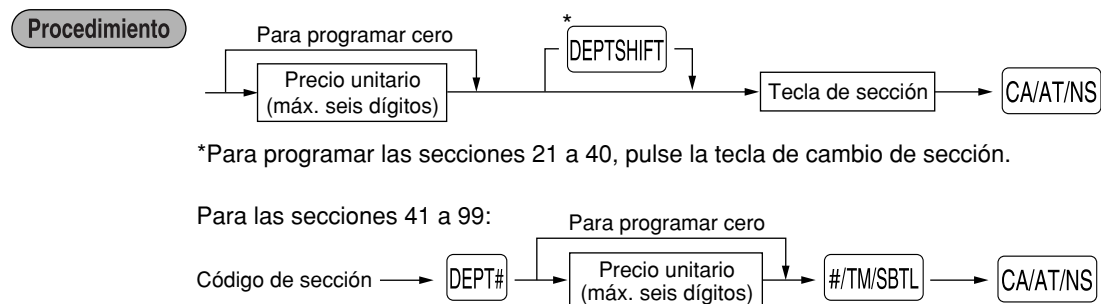 Procedimiento
Para programar cero
*
DEPTSHIFT
Precio unitario
(máx. seis dígitos)
Tecla de sección
CA/AT/NS
*Para programar las secciones 21 a 40, pulse la tecla de cambio de sección.
Para las secciones 41 a 99:
Para programar cero
Código de sección
DEPT#
Precio unitario
(máx. seis dígitos)
#/TM/SBTL
CA/AT/NS